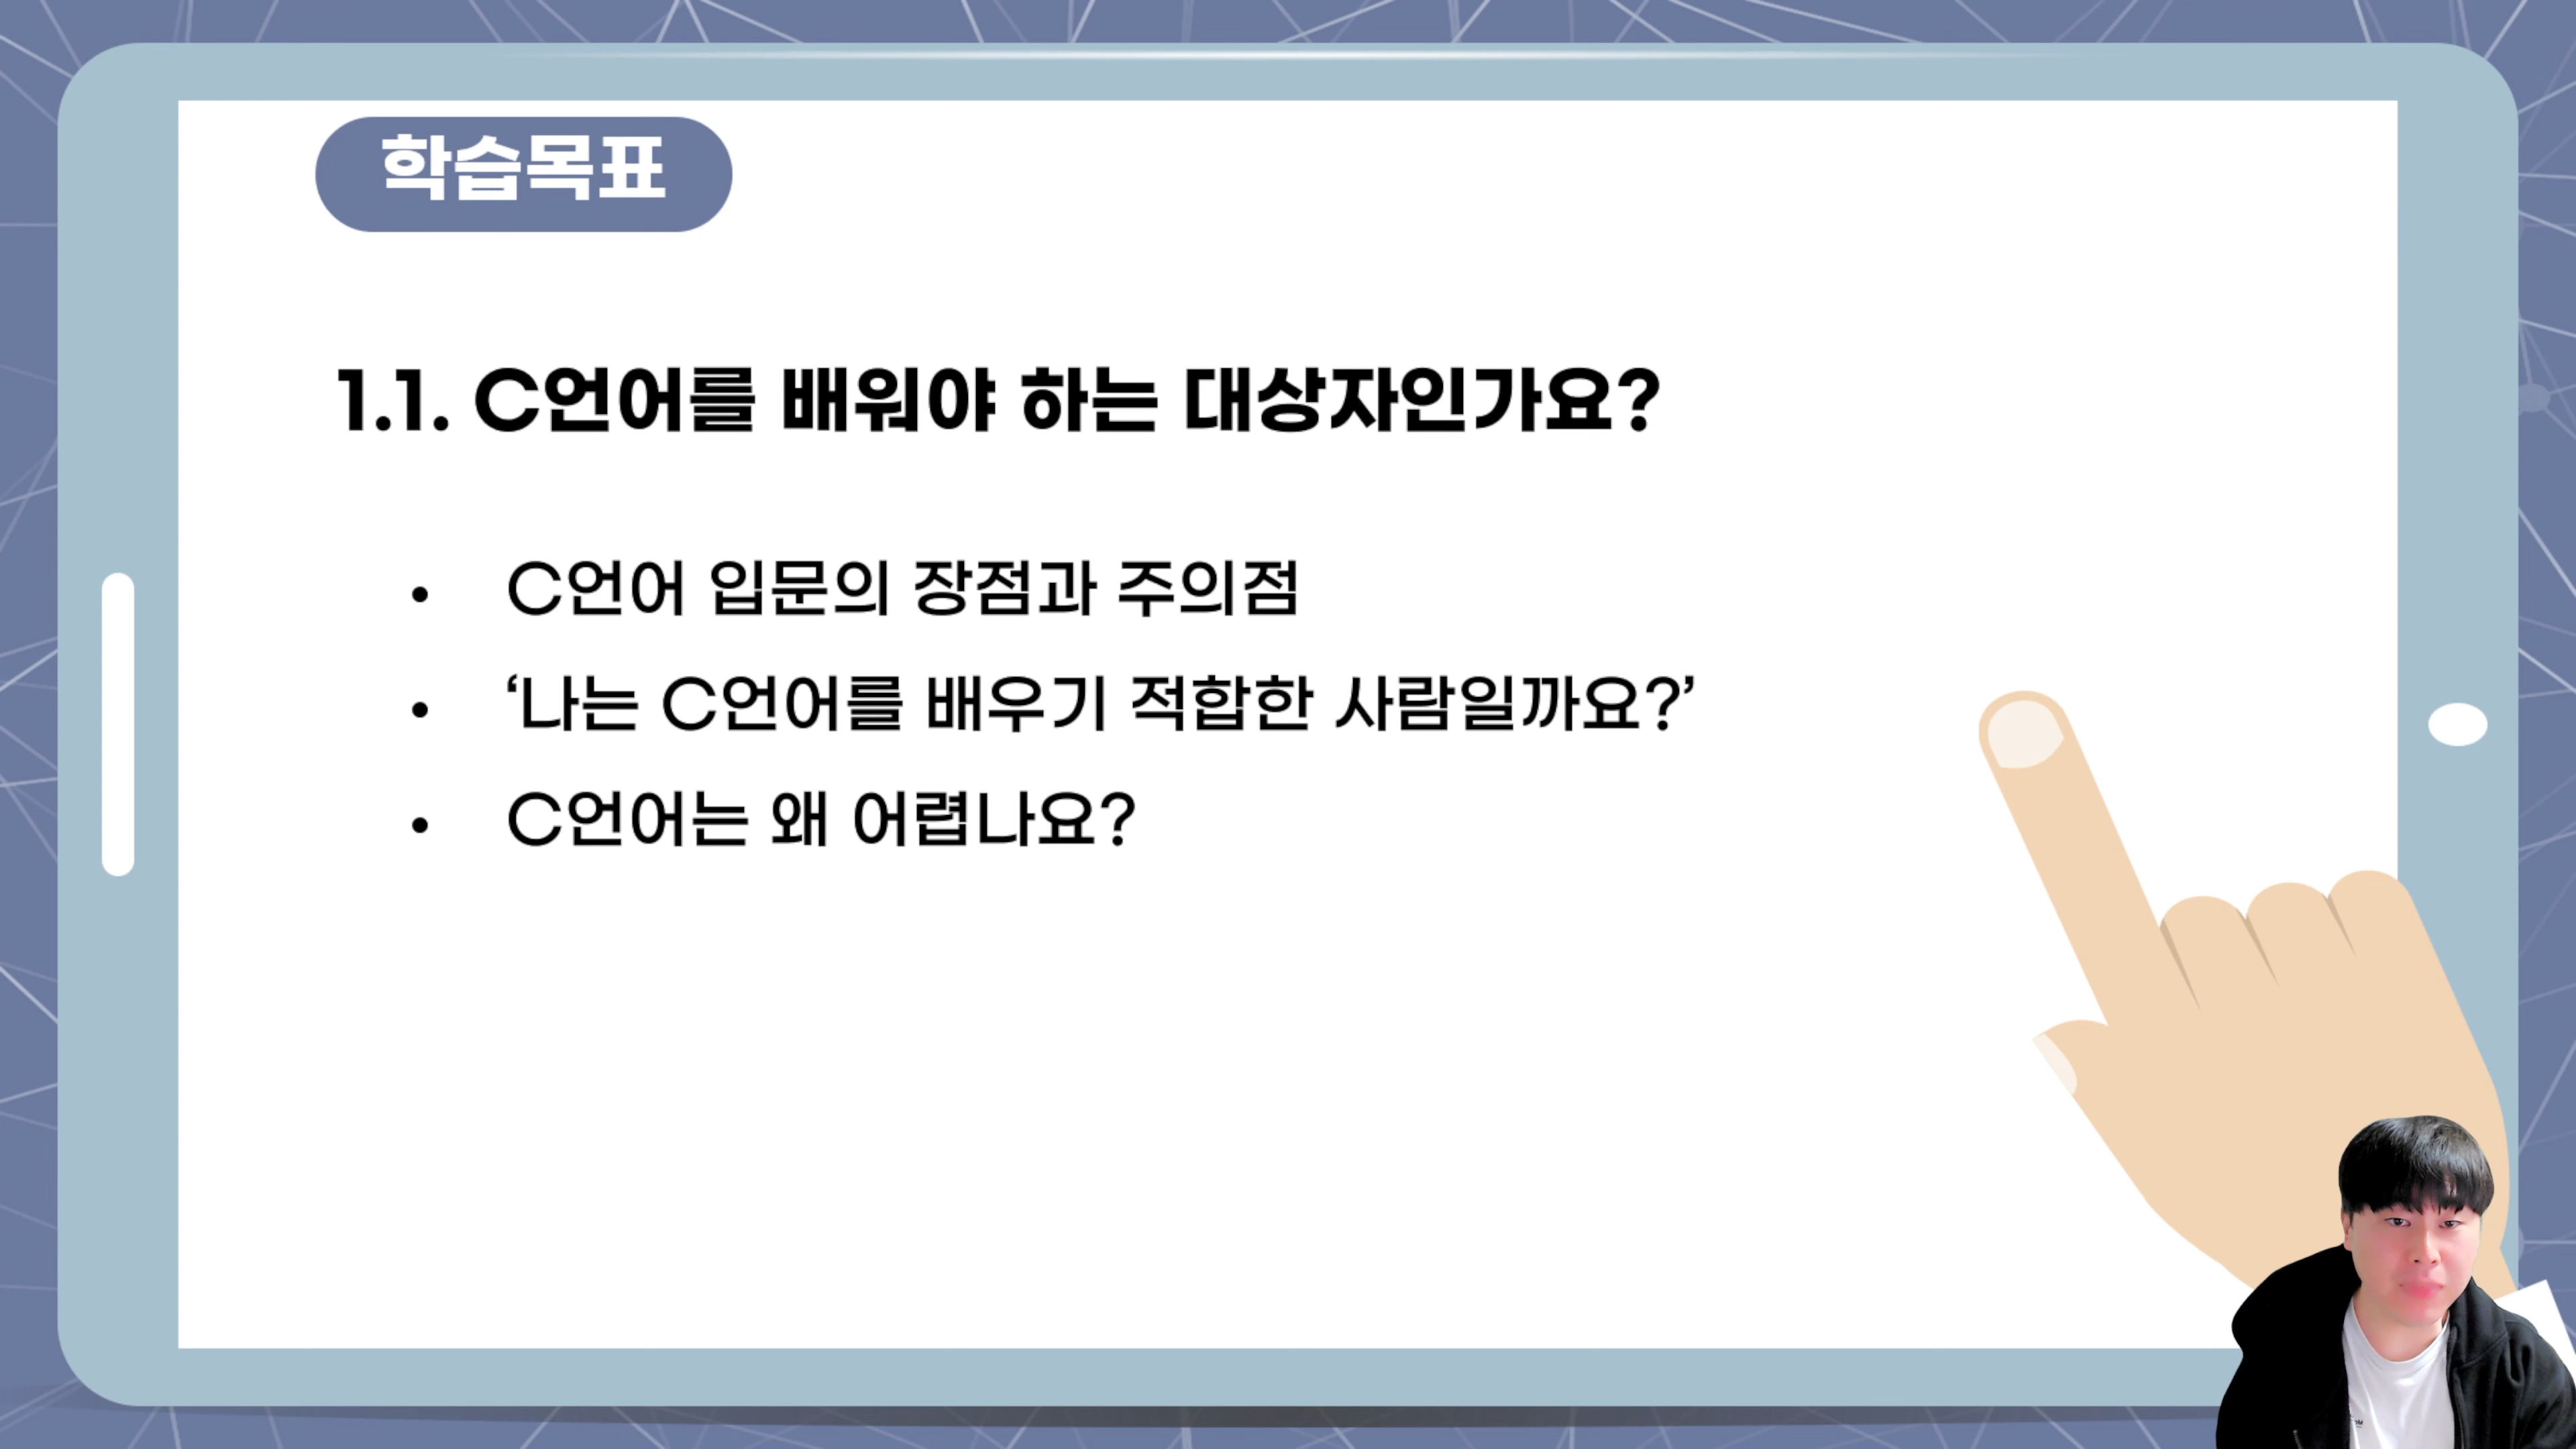 학습목표
1.1. C언어를 배워야 하는 대상자인가요?
• C언어 입문의 장점과 주의점
• ‘나는 C언어를 배우기 적합한 사람일까요?’
• C언어는 왜 어렵나요?